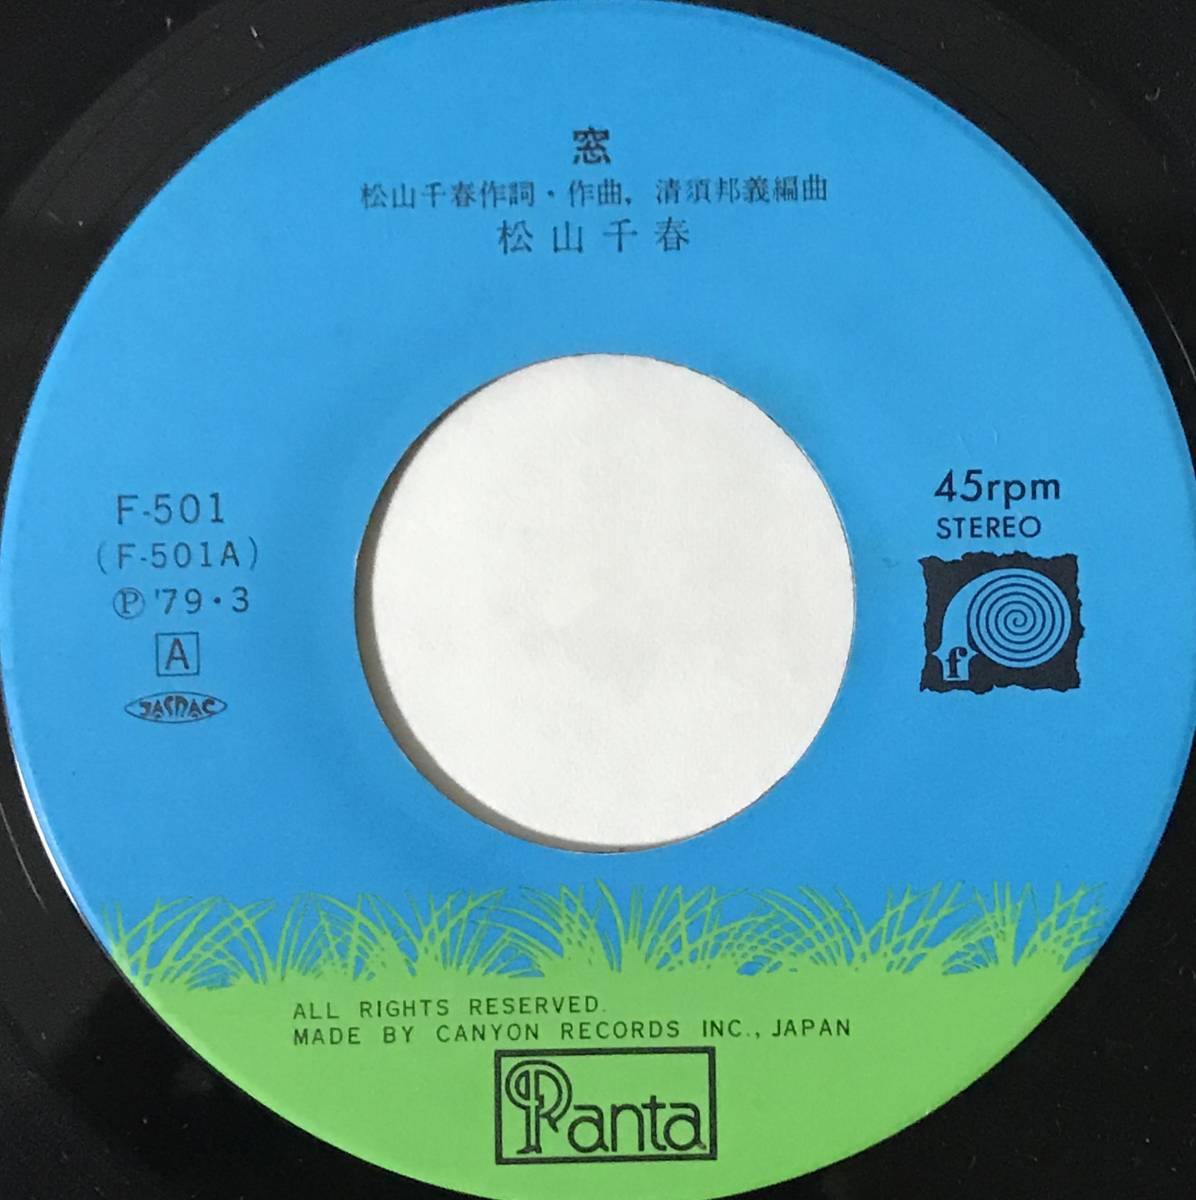 窓
松山千春作詞・作曲, 清須邦義編曲
松山千春
F-501
(F-501A)
Ⓟ'79・3
A
JASRAC
45rpm
STEREO
f
ALL RIGHTS RESERVED.
MADE BY CANYON RECORDS INC., JAPAN
Panta